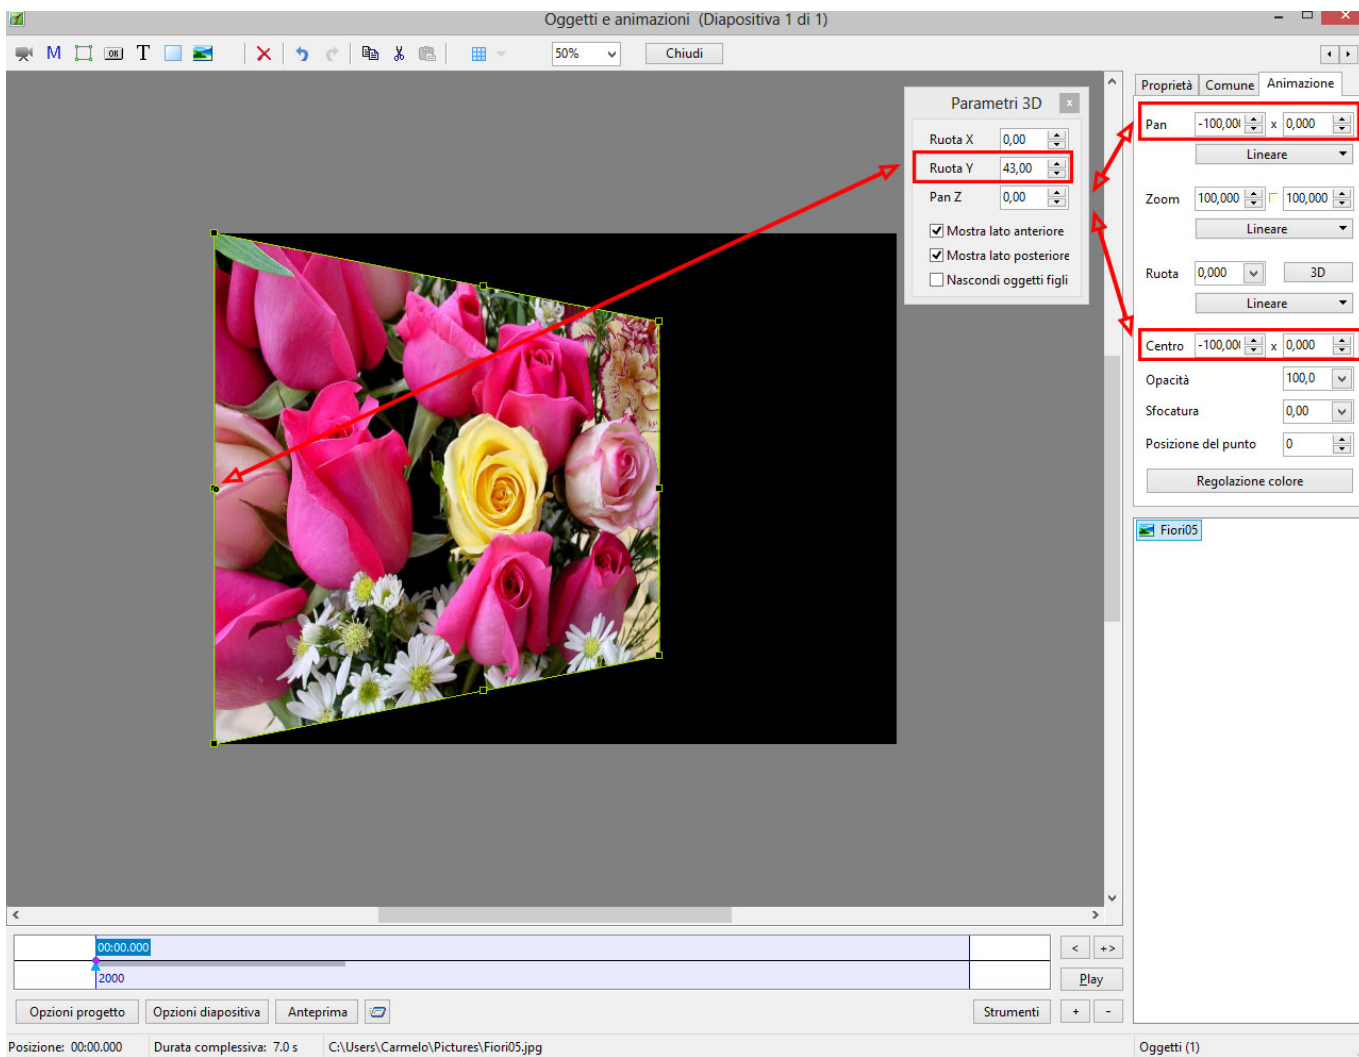 Oggetti e animazioni (Diapositiva 1 di 1)
M OK T 50% Chiudi
Parametri 3D x
Ruota X 0,00
Ruota Y 43,00
Pan Z 0,00
Mostra lato anteriore
Mostra lato posteriore
Nascondi oggetti figli
Proprietà Comune Animazione
Pan -100,00 x 0,000
Lineare
Zoom 100,000 100,000
Lineare
Ruota 0,000 3D
Lineare
Centro -100,00 x 0,000
Opacità 100,0
Sfocatura 0,00
Posizione del punto 0
Regolazione colore
Fiori05
00:00.000
2000
< +>
Play
Opzioni progetto Opzioni diapositiva Anteprima Strumenti + -
Posizione: 00:00.000 Durata complessiva: 7.0 s C:\Users\Carmelo\Pictures\Fiori05.jpg Oggetti (1)